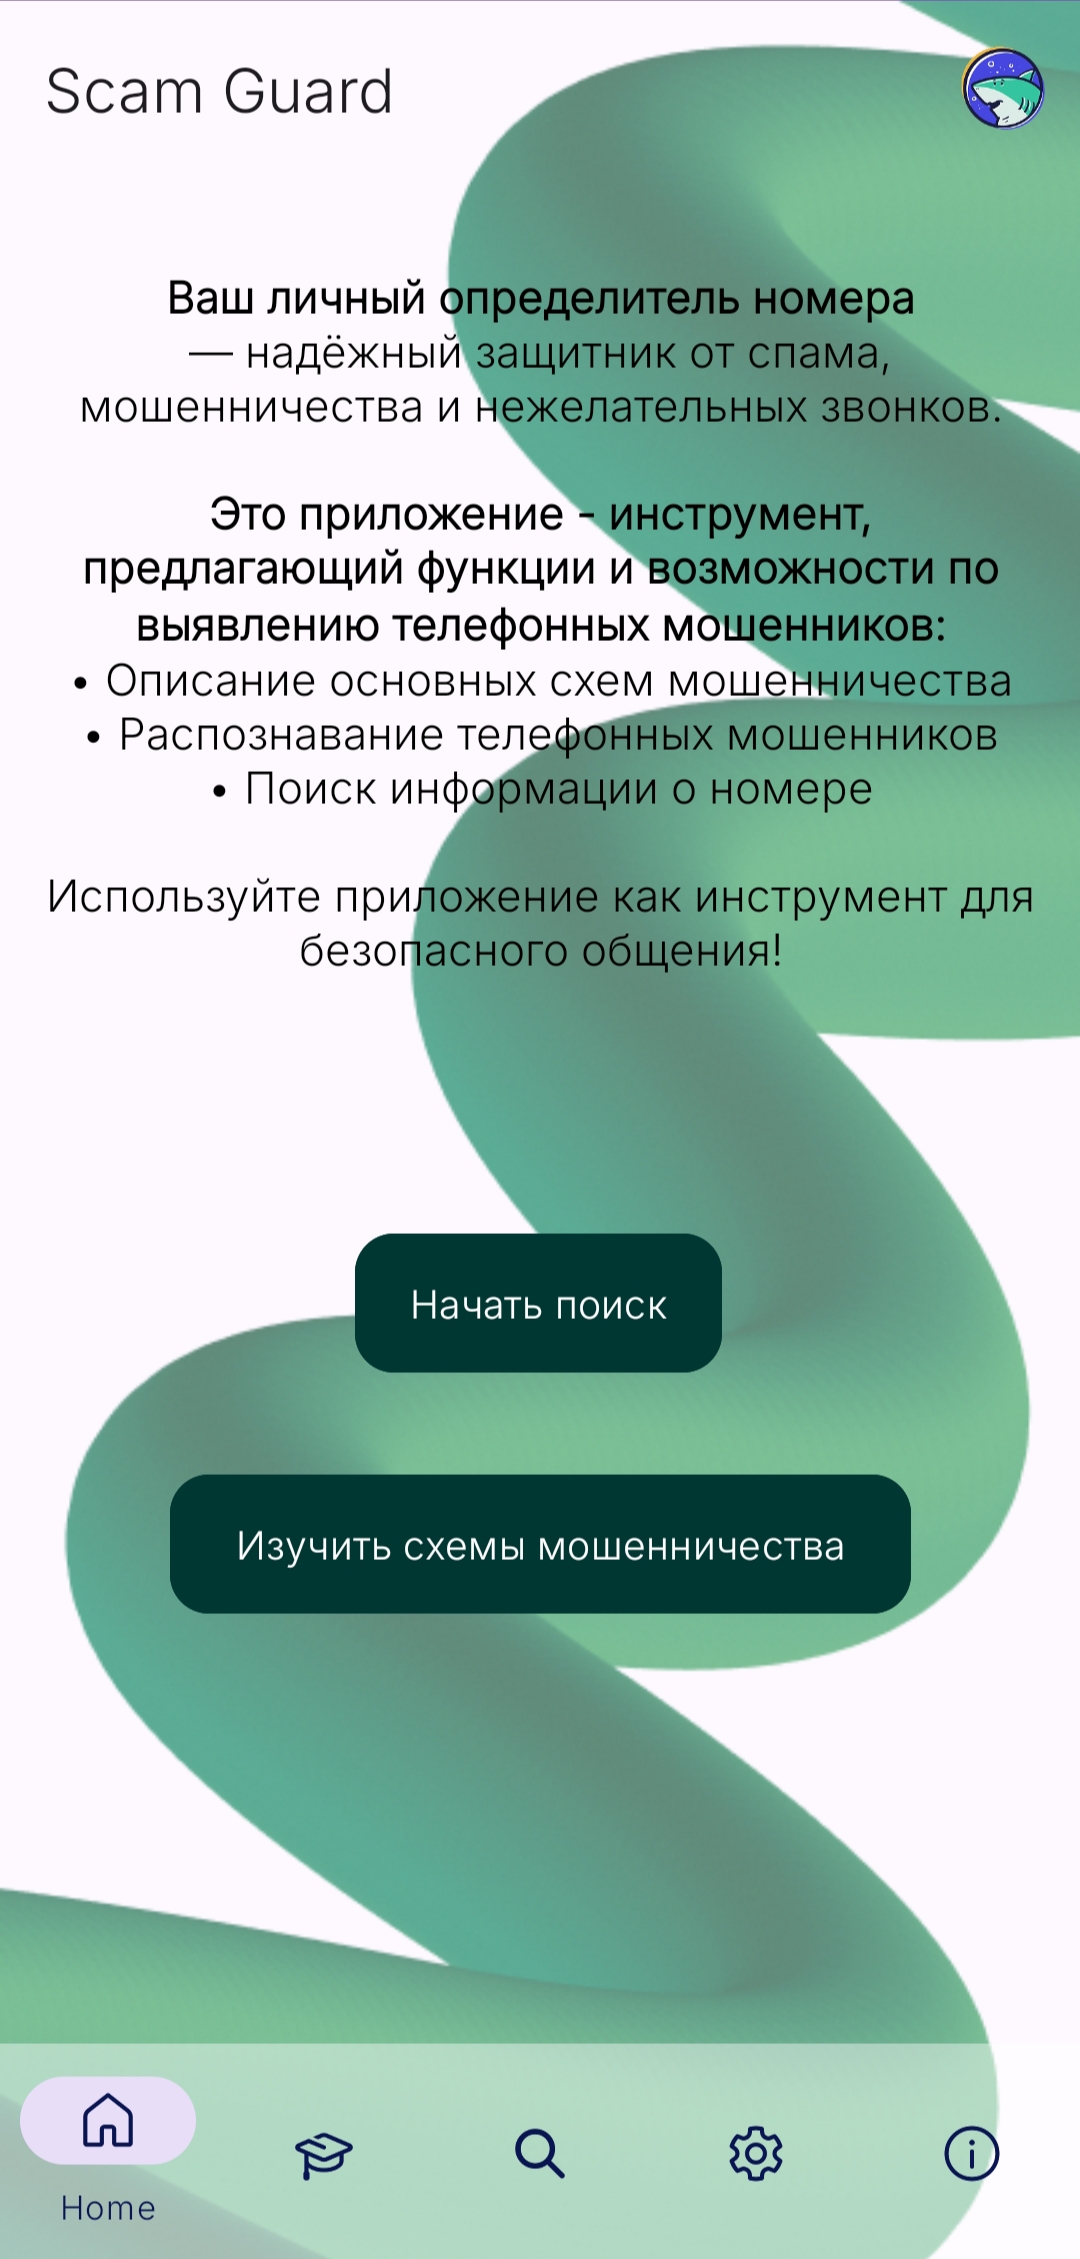 Scam Guard
Ваш личный определитель номера
— надёжный защитник от спама,
мошенничества и нежелательных звонков.
Это приложение - инструмент,
предлагающий функции и возможности по
выявлению телефонных мошенников:
• Описание основных схем мошенничества
• Распознавание телефонных мошенников
• Поиск информации о номере
Используйте приложение как инструмент для
безопасного общения!
Начать поиск
Изучить схемы мошенничества
Home